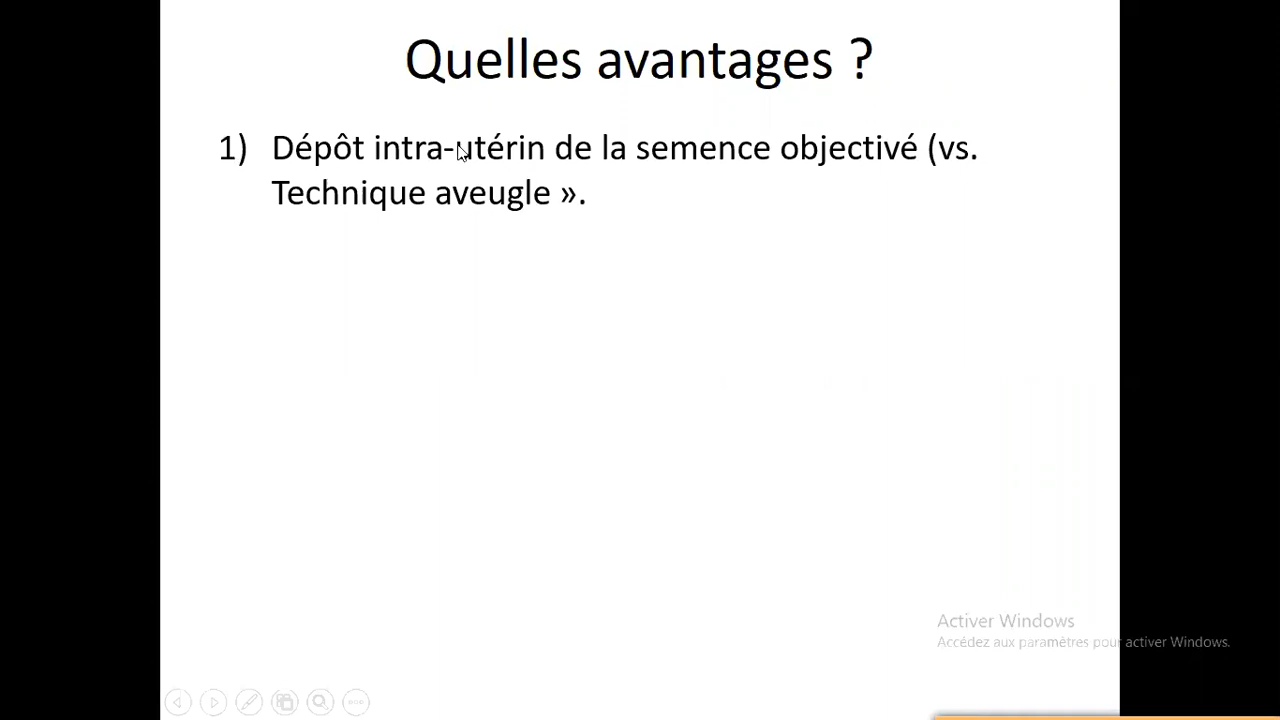 Quelles avantages ?
1) Dépôt intra-utérin de la semence objectivé (vs.
Technique aveugle ».
Activer Windows
Accédez aux paramètres pour activer Windows.